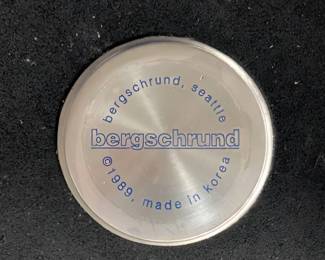 bergschrund, seattle
bergschrund
©1989, made in korea